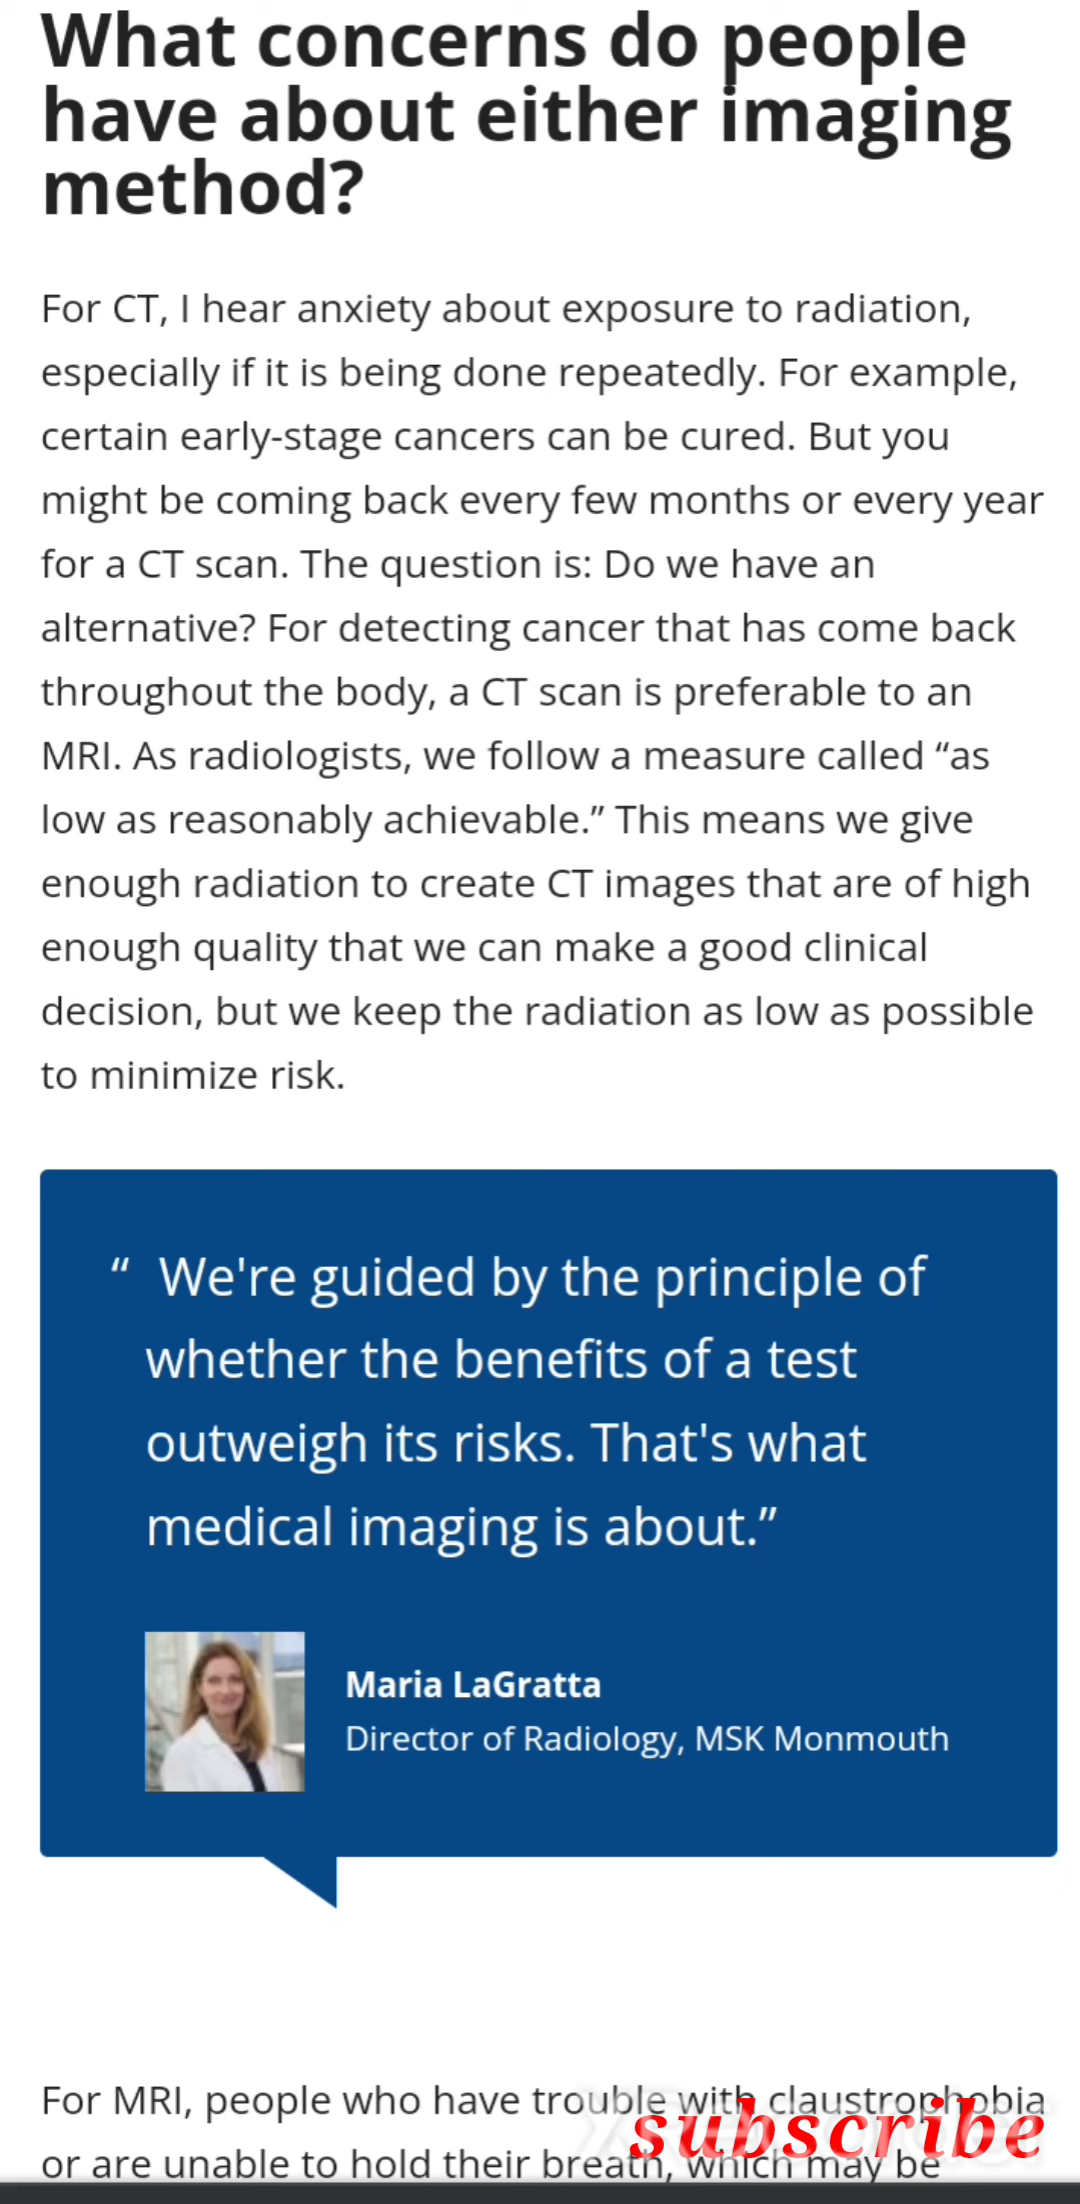 What concerns do people
have about either imaging
method?
For CT, I hear anxiety about exposure to radiation,
especially if it is being done repeatedly. For example,
certain early-stage cancers can be cured. But you
might be coming back every few months or every year
for a CT scan. The question is: Do we have an
alternative? For detecting cancer that has come back
throughout the body, a CT scan is preferable to an
MRI. As radiologists, we follow a measure called “as
low as reasonably achievable.” This means we give
enough radiation to create CT images that are of high
enough quality that we can make a good clinical
decision, but we keep the radiation as low as possible
to minimize risk.
“ We're guided by the principle of
whether the benefits of a test
outweigh its risks. That's what
medical imaging is about.”
Maria LaGratta
Director of Radiology, MSK Monmouth
For MRI, people who have trouble with claustrophobia
subscribe
or are unable to hold their breath, which may be